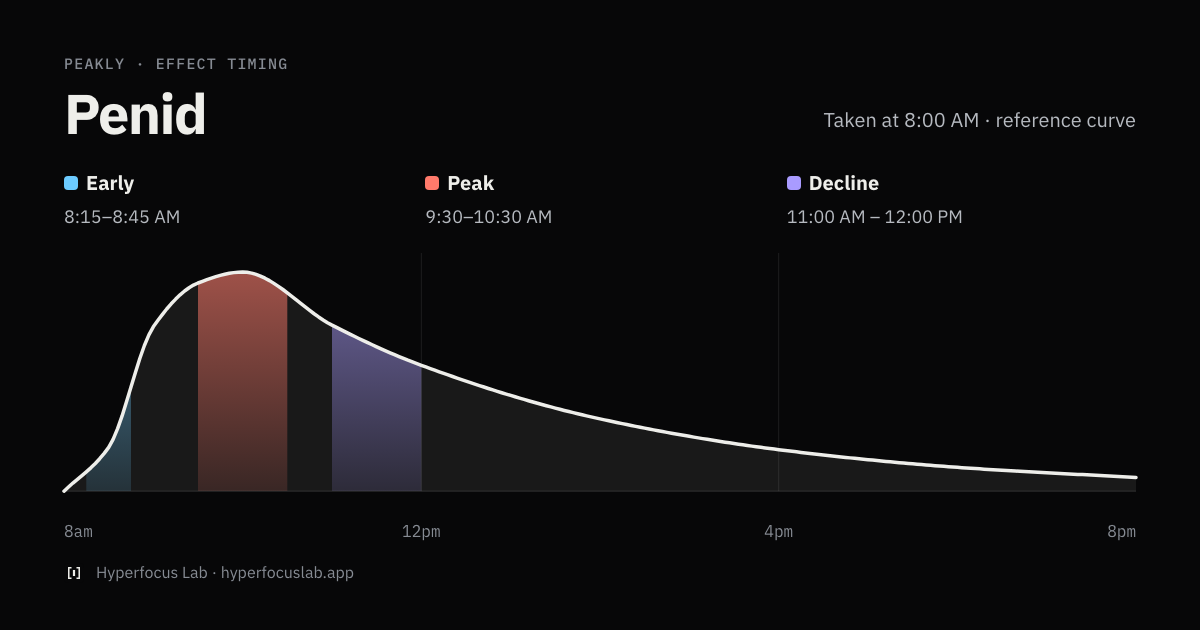 PEAKLY · EFFECT TIMING
Penid
Taken at 8:00 AM · reference curve
Early
Peak
Decline
8:15–8:45 AM
9:30–10:30 AM
11:00 AM – 12:00 PM
8am
12pm
4pm
8pm
Hyperfocus Lab · hyperfocuslab.app